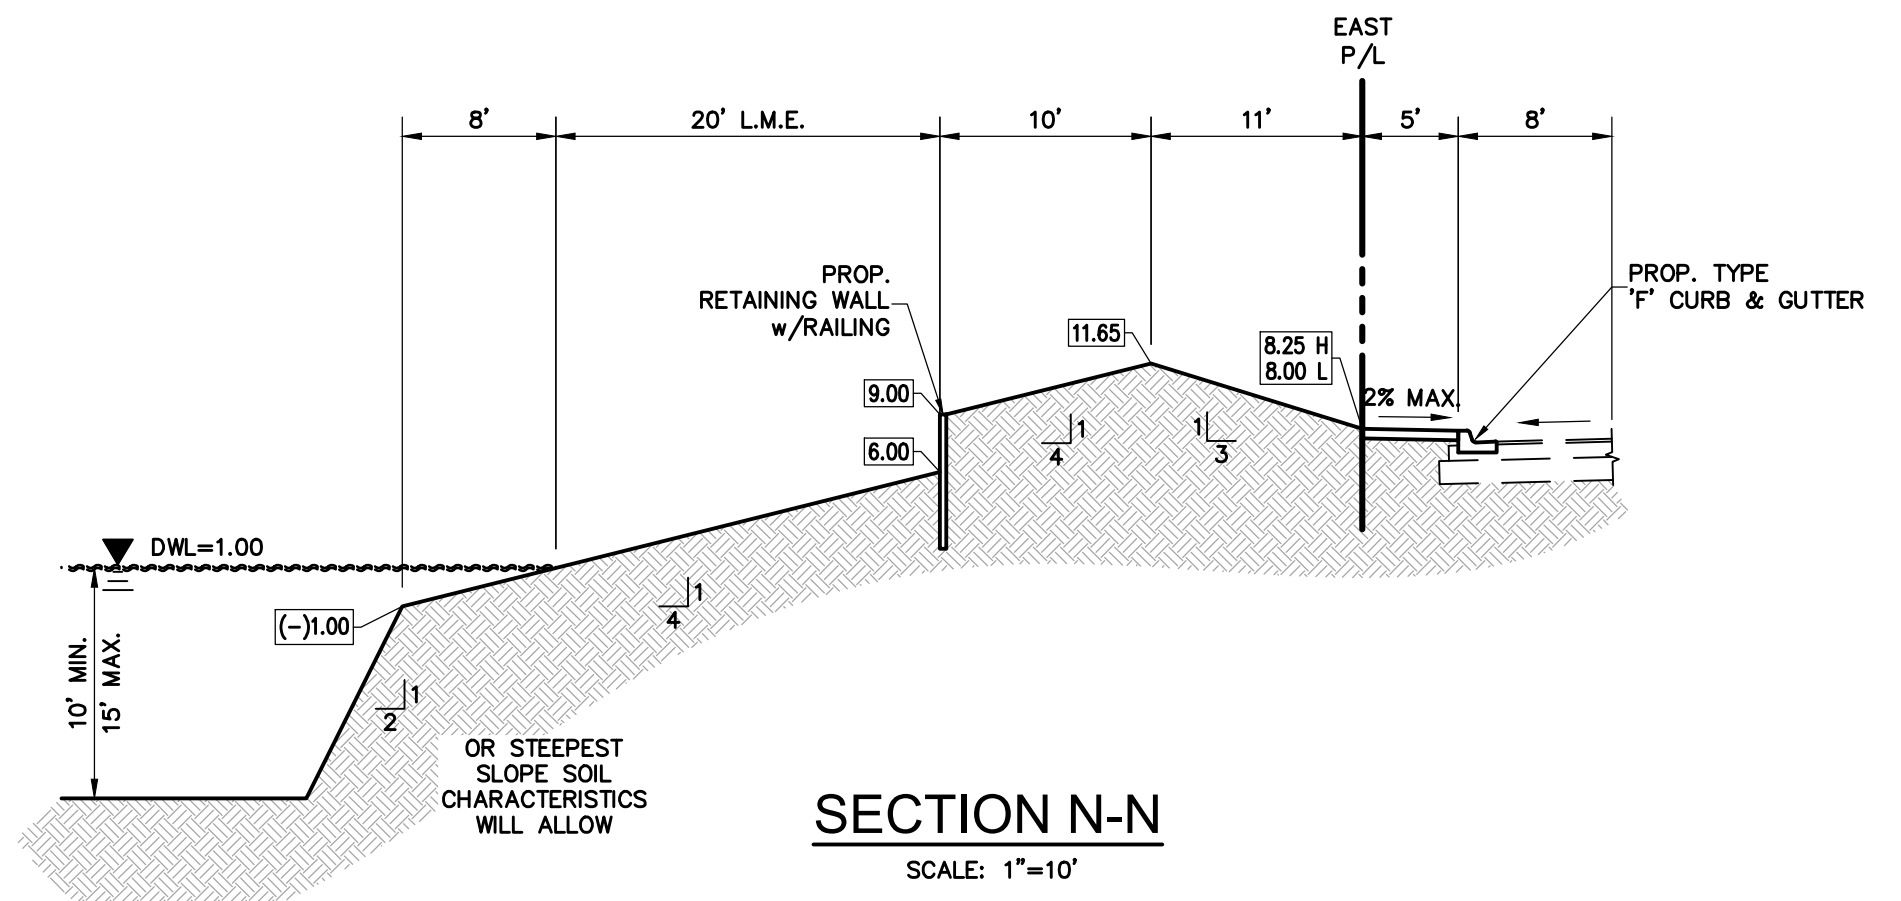 EAST
P/L
8'
20' L.M.E.
10'
11'
5'
8'
PROP.
RETAINING WALL
w/RAILING
PROP. TYPE
'F' CURB & GUTTER
11.65
8.25 H
8.00 L
9.00
2% MAX.
6.00
1
4
1
3
DWL=1.00
(-)1.00
1
4
10' MIN.
15' MAX.
1
2
OR STEEPEST
SLOPE SOIL
CHARACTERISTICS
WILL ALLOW
SECTION N-N
SCALE: 1"=10'